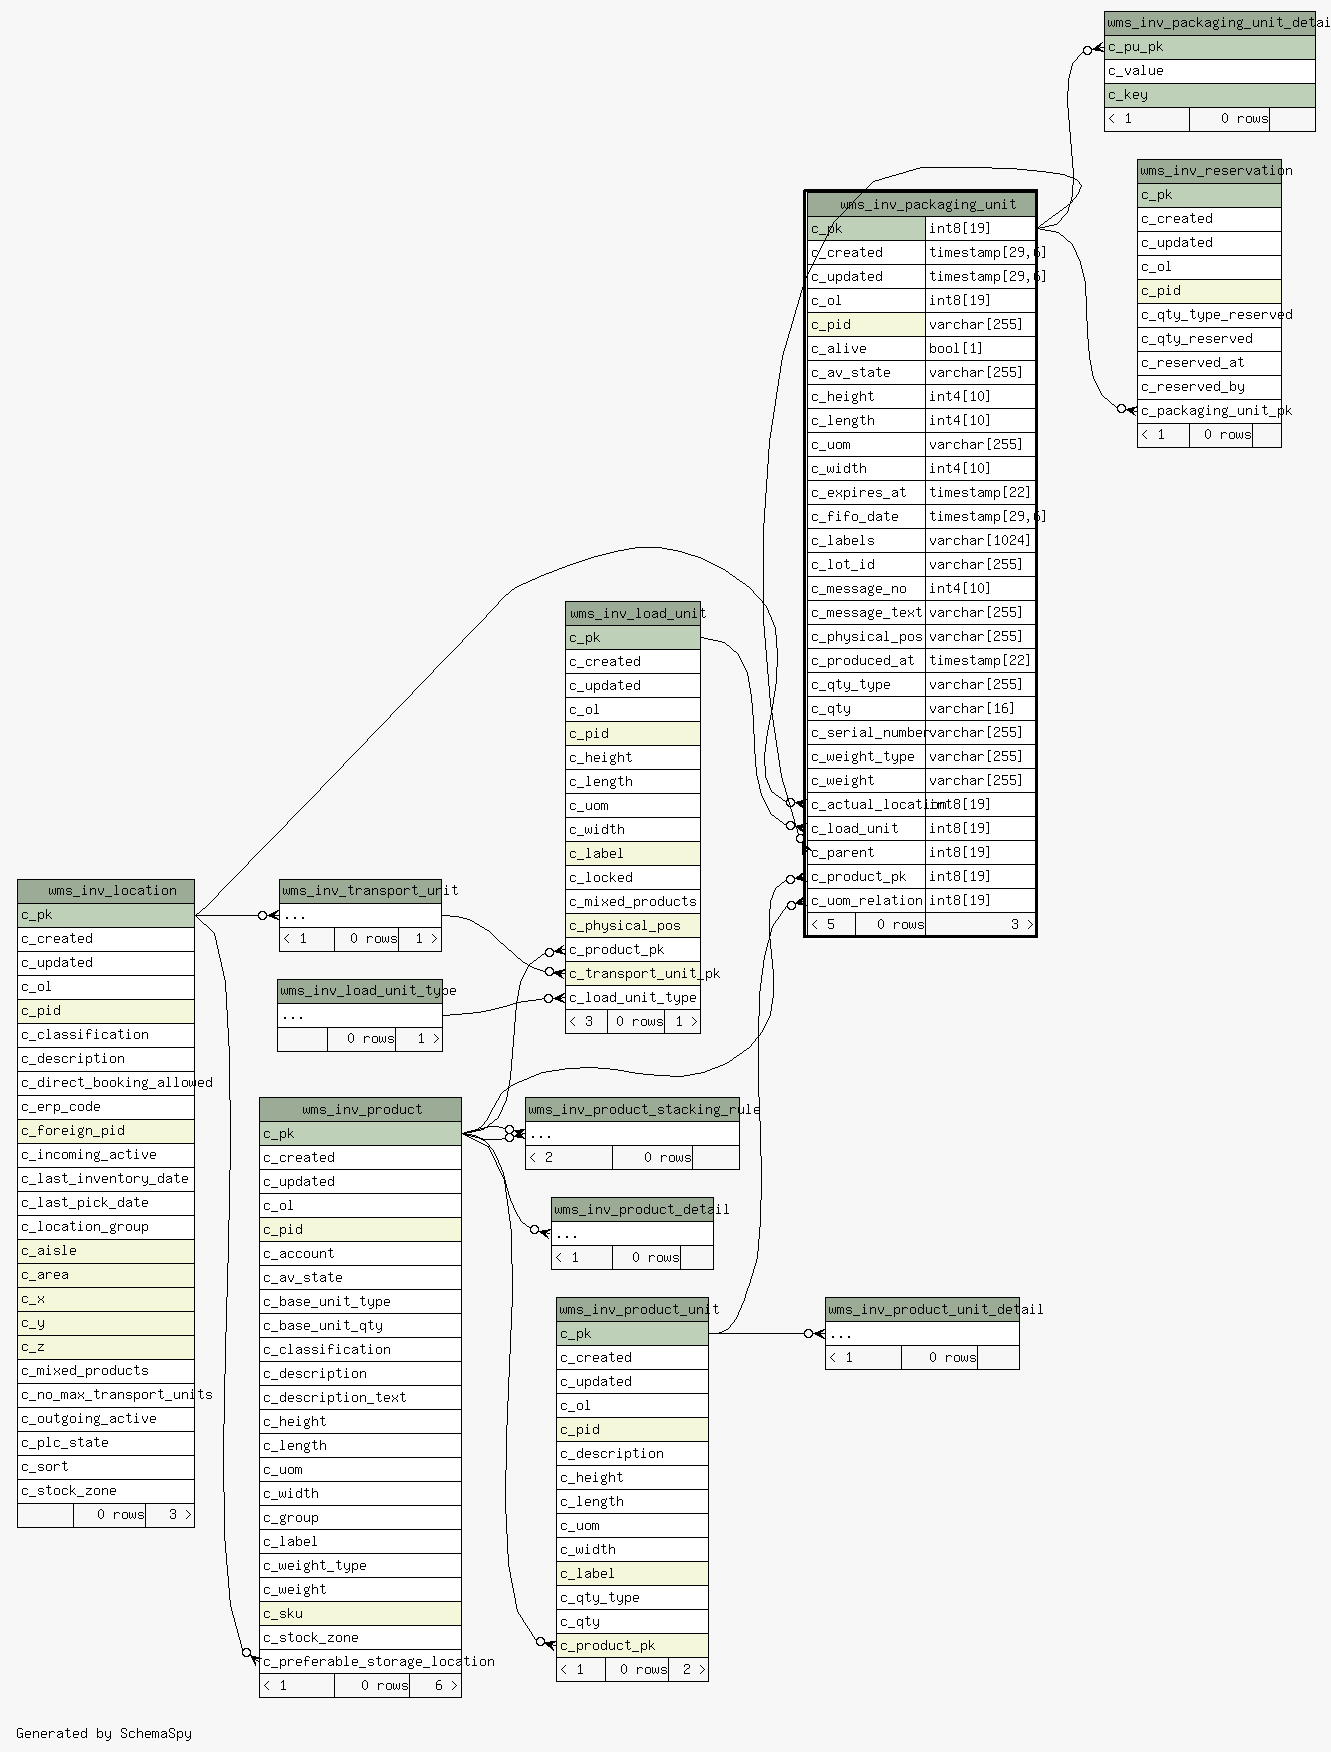 wms_inv_packaging_unit_detai
c_pu_pk
c_value
c_key
< 1 0 rows
wms_inv_reservation
c_pk
c_created
c_updated
c_ol
c_pid
c_qty_type_reserved
c_qty_reserved
c_reserved_at
c_reserved_by
c_packaging_unit_pk
< 1 0 rows
wms_inv_packaging_unit
c_pk int8[19]
c_created timestamp[29,6]
c_updated timestamp[29,6]
c_ol int8[19]
c_pid varchar[255]
c_alive bool[1]
c_av_state varchar[255]
c_height int4[10]
c_length int4[10]
c_uom varchar[255]
c_width int4[10]
c_expires_at timestamp[22]
c_fifo_date timestamp[29,6]
c_labels varchar[1024]
c_lot_id varchar[255]
c_message_no int4[10]
c_message_text varchar[255]
c_physical_pos varchar[255]
c_produced_at timestamp[22]
c_qty_type varchar[255]
c_qty varchar[16]
c_serial_number varchar[255]
c_weight_type varchar[255]
c_weight varchar[255]
c_actual_location int8[19]
c_load_unit int8[19]
c_parent int8[19]
c_product_pk int8[19]
c_uom_relation int8[19]
< 5 0 rows 3 >
wms_inv_load_unit
c_pk
c_created
c_updated
c_ol
c_pid
c_height
c_length
c_uom
c_width
c_label
c_locked
c_mixed_products
c_physical_pos
c_product_pk
c_transport_unit_pk
c_load_unit_type
< 3 0 rows 1 >
wms_inv_location
c_pk
c_created
c_updated
c_ol
c_pid
c_classification
c_description
c_direct_booking_allowed
c_erp_code
c_foreign_pid
c_incoming_active
c_last_inventory_date
c_last_pick_date
c_location_group
c_aisle
c_area
c_x
c_y
c_z
c_mixed_products
c_no_max_transport_units
c_outgoing_active
c_plc_state
c_sort
c_stock_zone
0 rows 3 >
wms_inv_transport_unit
...
< 1 0 rows 1 >
wms_inv_load_unit_type
...
0 rows 1 >
wms_inv_product
c_pk
c_created
c_updated
c_ol
c_pid
c_account
c_av_state
c_base_unit_type
c_base_unit_qty
c_classification
c_description
c_description_text
c_height
c_length
c_uom
c_width
c_group
c_label
c_weight_type
c_weight
c_sku
c_stock_zone
c_preferable_storage_location
< 1 0 rows 6 >
wms_inv_product_stacking_rule
...
< 2 0 rows
wms_inv_product_detail
...
< 1 0 rows
wms_inv_product_unit
c_pk
c_created
c_updated
c_ol
c_pid
c_description
c_height
c_length
c_uom
c_width
c_label
c_qty_type
c_qty
c_product_pk
< 1 0 rows 2 >
wms_inv_product_unit_detail
...
< 1 0 rows
Generated by SchemaSpy